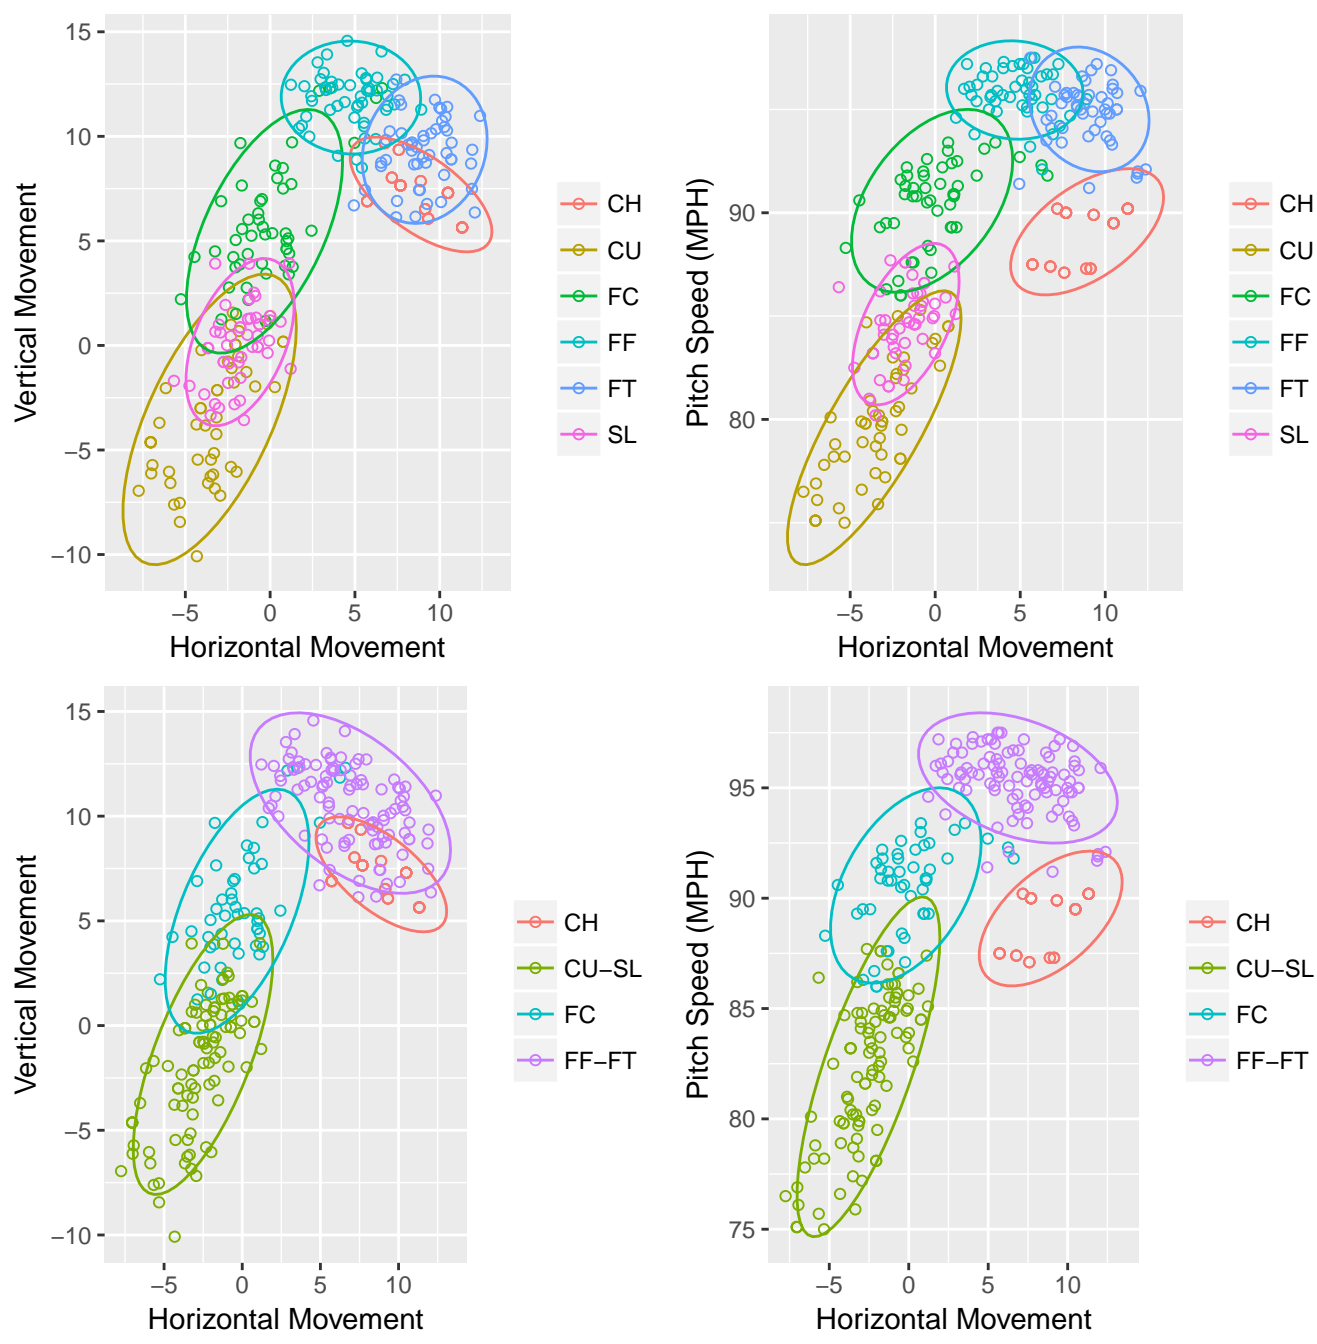 15
10
5
0
−5
−10
−5
0
5
10
Vertical Movement
Horizontal Movement
CH
CU
FC
FF
FT
SL
90
80
−5
0
5
10
Pitch Speed (MPH)
Horizontal Movement
CH
CU
FC
FF
FT
SL
15
10
5
0
−5
−10
−5
0
5
10
Vertical Movement
Horizontal Movement
CH
CU−SL
FC
FF−FT
95
90
85
80
75
−5
0
5
10
Pitch Speed (MPH)
Horizontal Movement
CH
CU−SL
FC
FF−FT